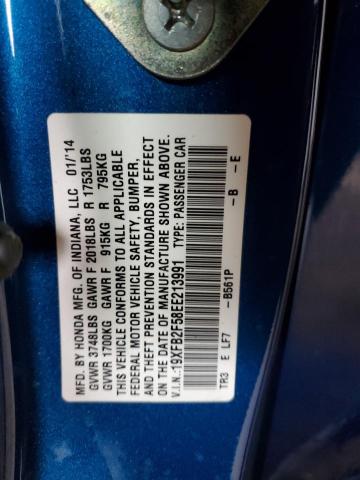 MFD. BY HONDA MFG. OF INDIANA, LLC 01/'14
GVWR 3748LBS GAWR F 2018LBS R 1753LBS
GVWR 1700KG GAWR F 915KG R 795KG
THIS VEHICLE CONFORMS TO ALL APPLICABLE
FEDERAL MOTOR VEHICLE SAFETY, BUMPER,
AND THEFT PREVENTION STANDARDS IN EFFECT
ON THE DATE OF MANUFACTURE SHOWN ABOVE.
V.I.N.:19XFB2F58EE213991 TYPE: PASSENGER CAR
-B561P -B -E
TR3 E LF7